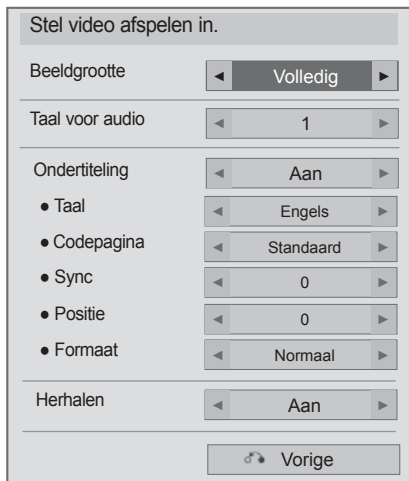 Stel video afspelen in.
Beeldgrootte ◄ Volledig ►
Taal voor audio ◄ 1 ►
Ondertiteling ◄ Aan ►
● Taal ◄ Engels ►
● Codepagina ◄ Standaard ►
● Sync ◄ 0 ►
● Positie ◄ 0 ►
● Formaat ◄ Normaal ►
Herhalen ◄ Aan ►
Vorige